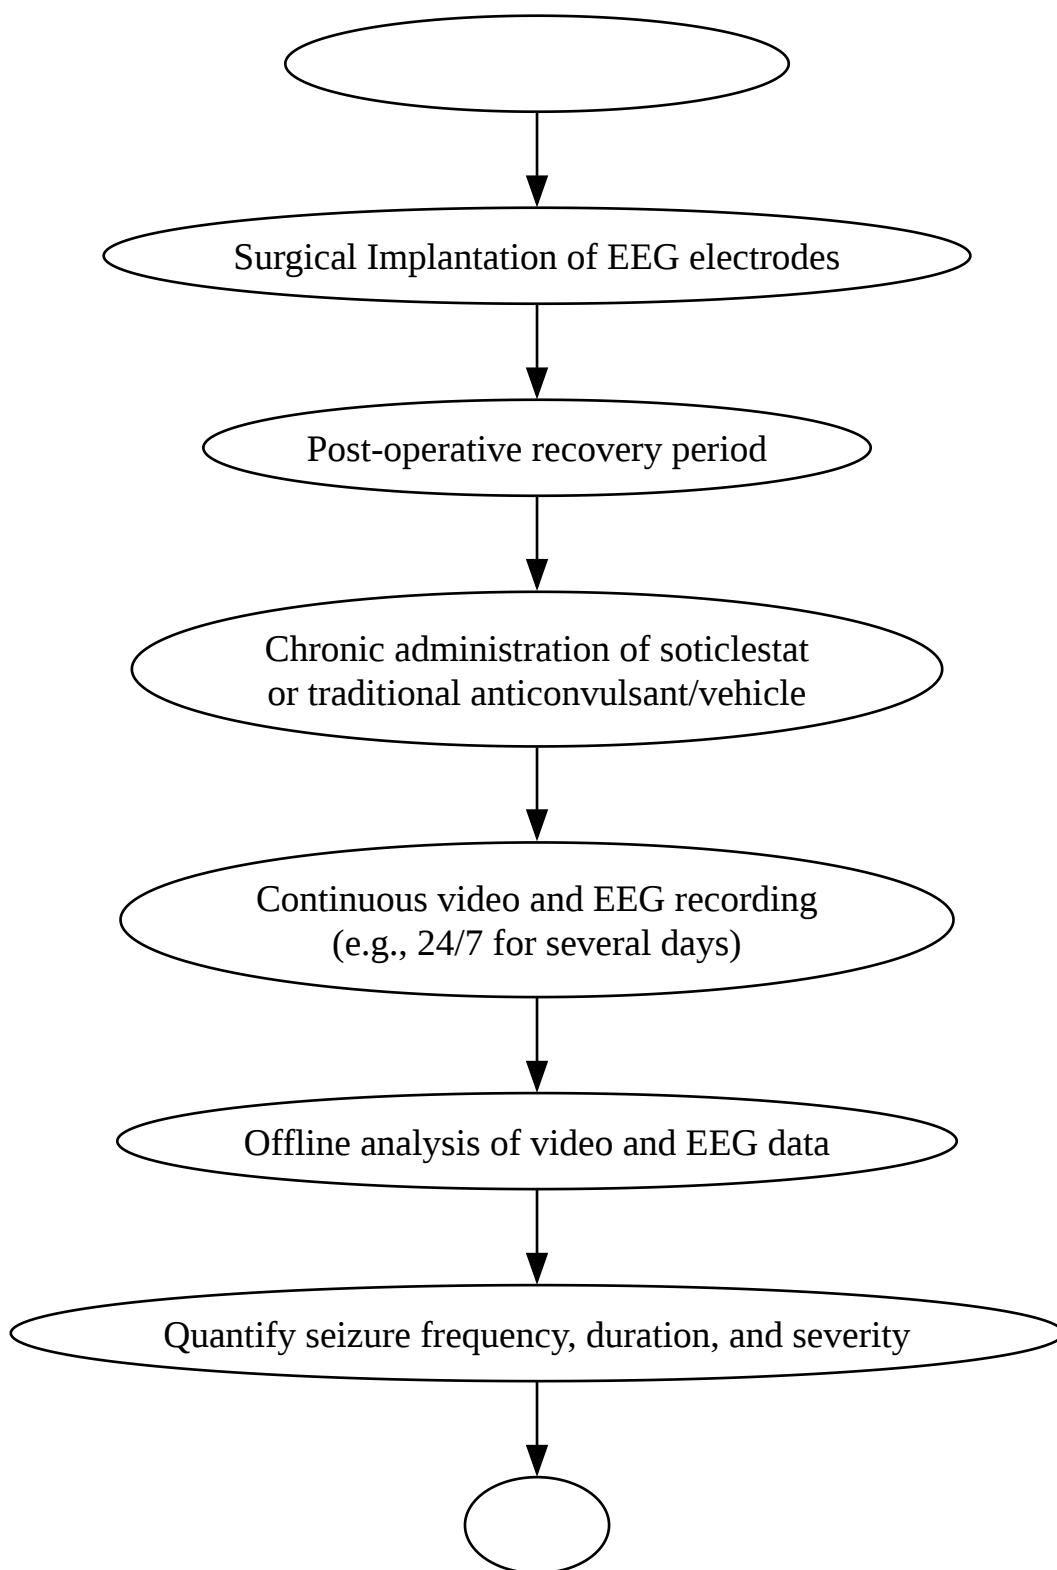 Surgical Implantation of EEG electrodes
Post-operative recovery period
Chronic administration of soticlestat
or traditional anticonvulsant/vehicle
Continuous video and EEG recording
(e.g., 24/7 for several days)
Offline analysis of video and EEG data
Quantify seizure frequency, duration, and severity